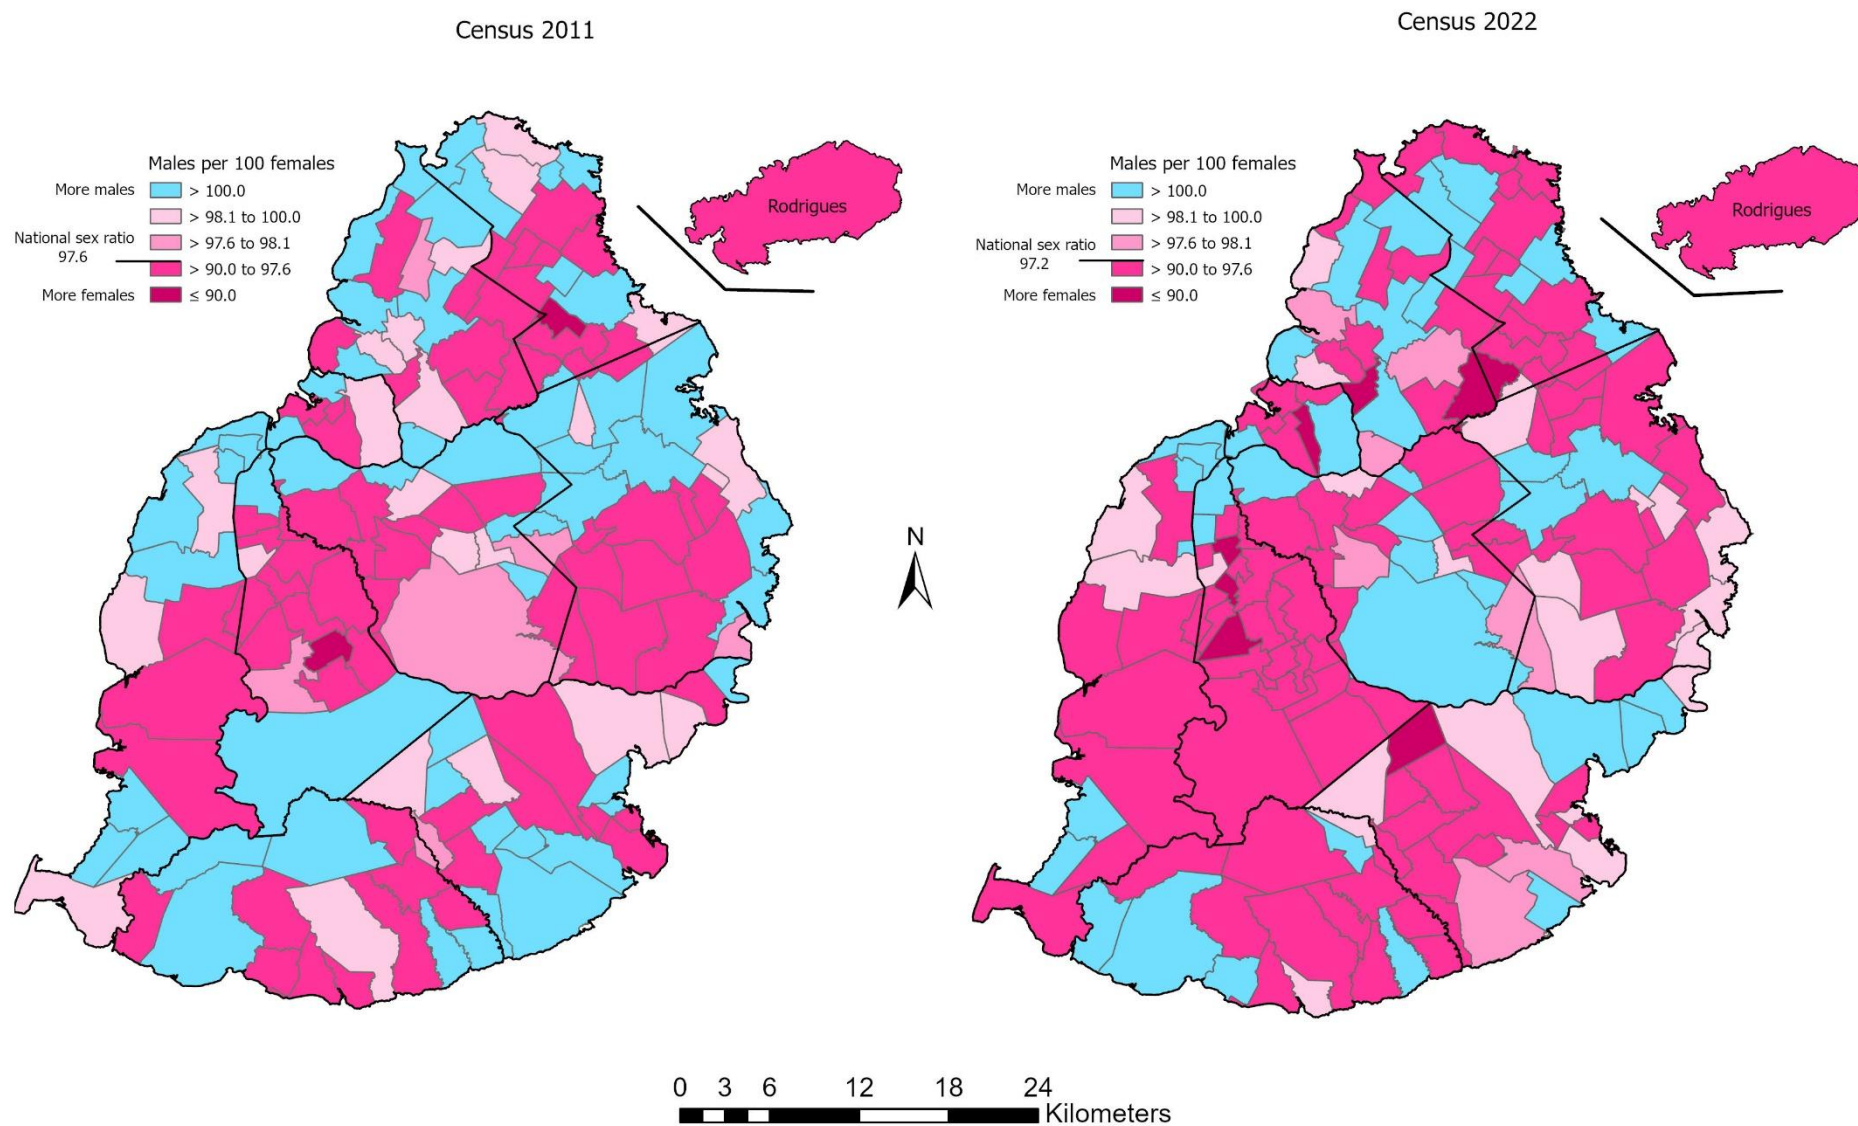 Census 2011
Census 2022
Males per 100 females
More males
> 100.0
> 98.1 to 100.0
National sex ratio
97.6
> 97.6 to 98.1
> 90.0 to 97.6
More females
≤ 90.0
Rodrigues
Males per 100 females
More males
> 100.0
> 98.1 to 100.0
National sex ratio
97.2
> 97.6 to 98.1
> 90.0 to 97.6
More females
≤ 90.0
Rodrigues
N
0 3 6 12 18 24
Kilometers